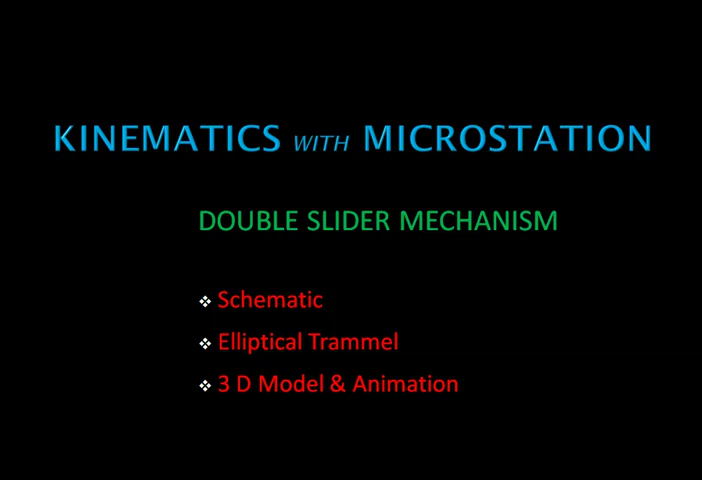 KINEMATICS WITH MICROSTATION
DOUBLE SLIDER MECHANISM
❖ Schematic
❖ Elliptical Trammel
❖ 3 D Model & Animation